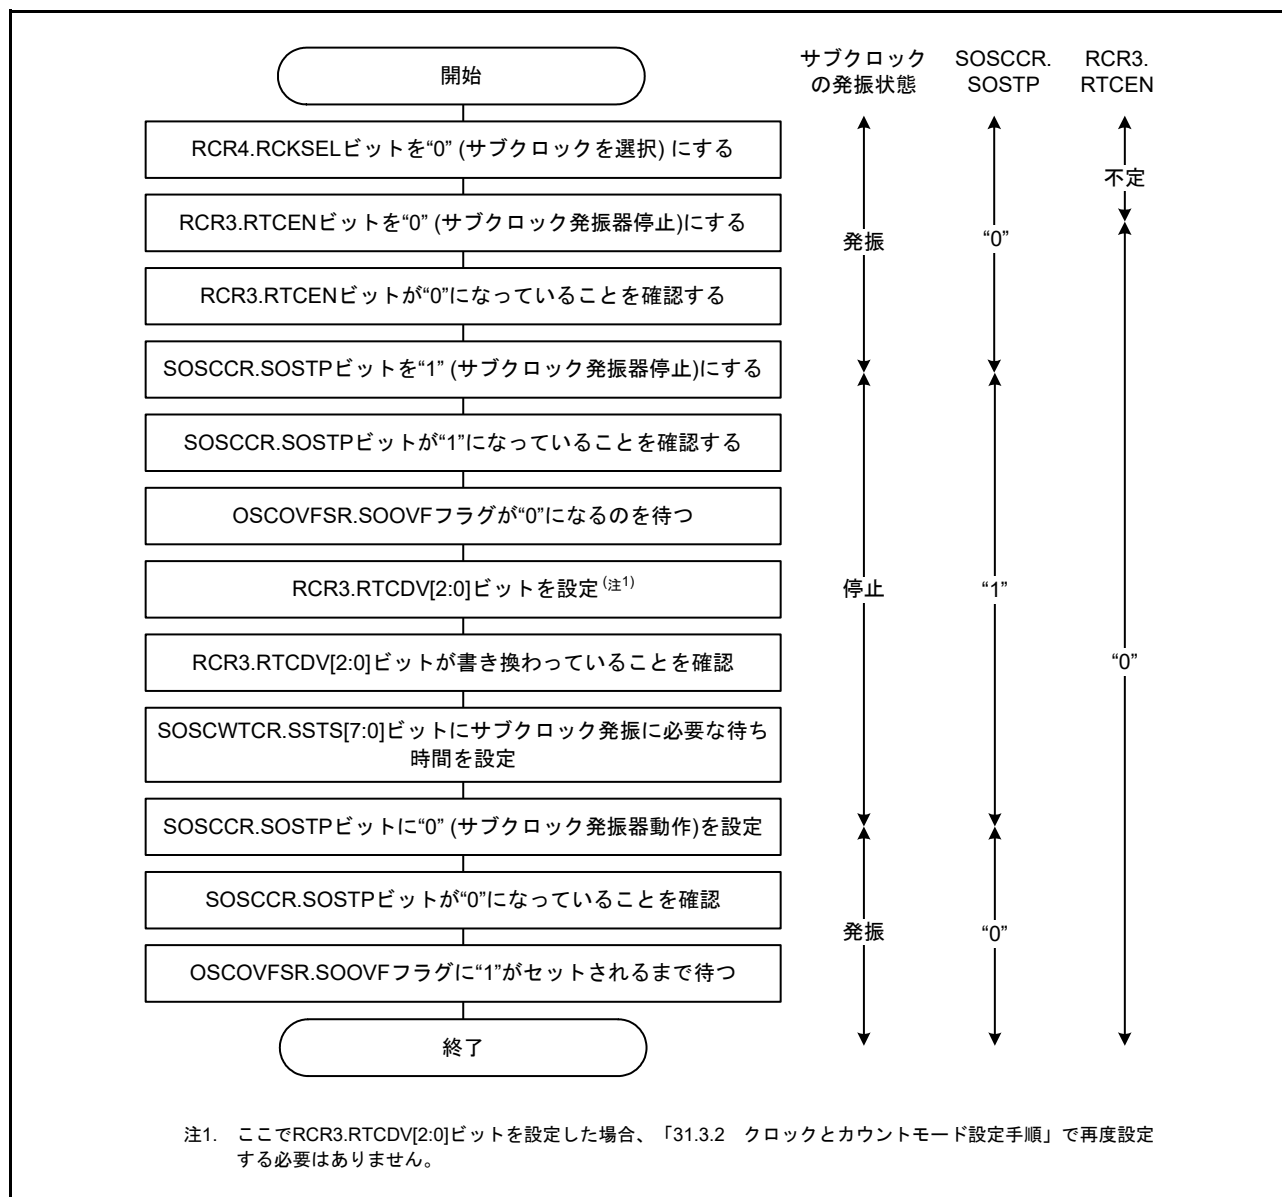 開始
サブクロック
の発振状態
SOSCCR.
SOSTP
RCR3.
RTCEN
RCR4.RCKSELビットを“0” (サブクロックを選択) にする
RCR3.RTCENビットを“0” (サブクロック発振器停止)にする
RCR3.RTCENビットが“0”になっていることを確認する
SOSCCR.SOSTPビットを“1” (サブクロック発振器停止)にする
SOSCCR.SOSTPビットが“1”になっていることを確認する
OSCOVFSR.SOOVFフラグが“0”になるのを待つ
RCR3.RTCDV[2:0]ビットを設定(注1)
RCR3.RTCDV[2:0]ビットが書き換わっていることを確認
SOSCWTCR.SSTS[7:0]ビットにサブクロック発振に必要な待ち
時間を設定
SOSCCR.SOSTPビットに“0” (サブクロック発振器動作)を設定
SOSCCR.SOSTPビットが“0”になっていることを確認
OSCOVFSR.SOOVFフラグに“1”がセットされるまで待つ
終了
発振
停止
発振
“0”
“1”
“0”
不定
“0”
注1. ここでRCR3.RTCDV[2:0]ビットを設定した場合、「31.3.2 クロックとカウントモード設定手順」で再度設定
する必要はありません。